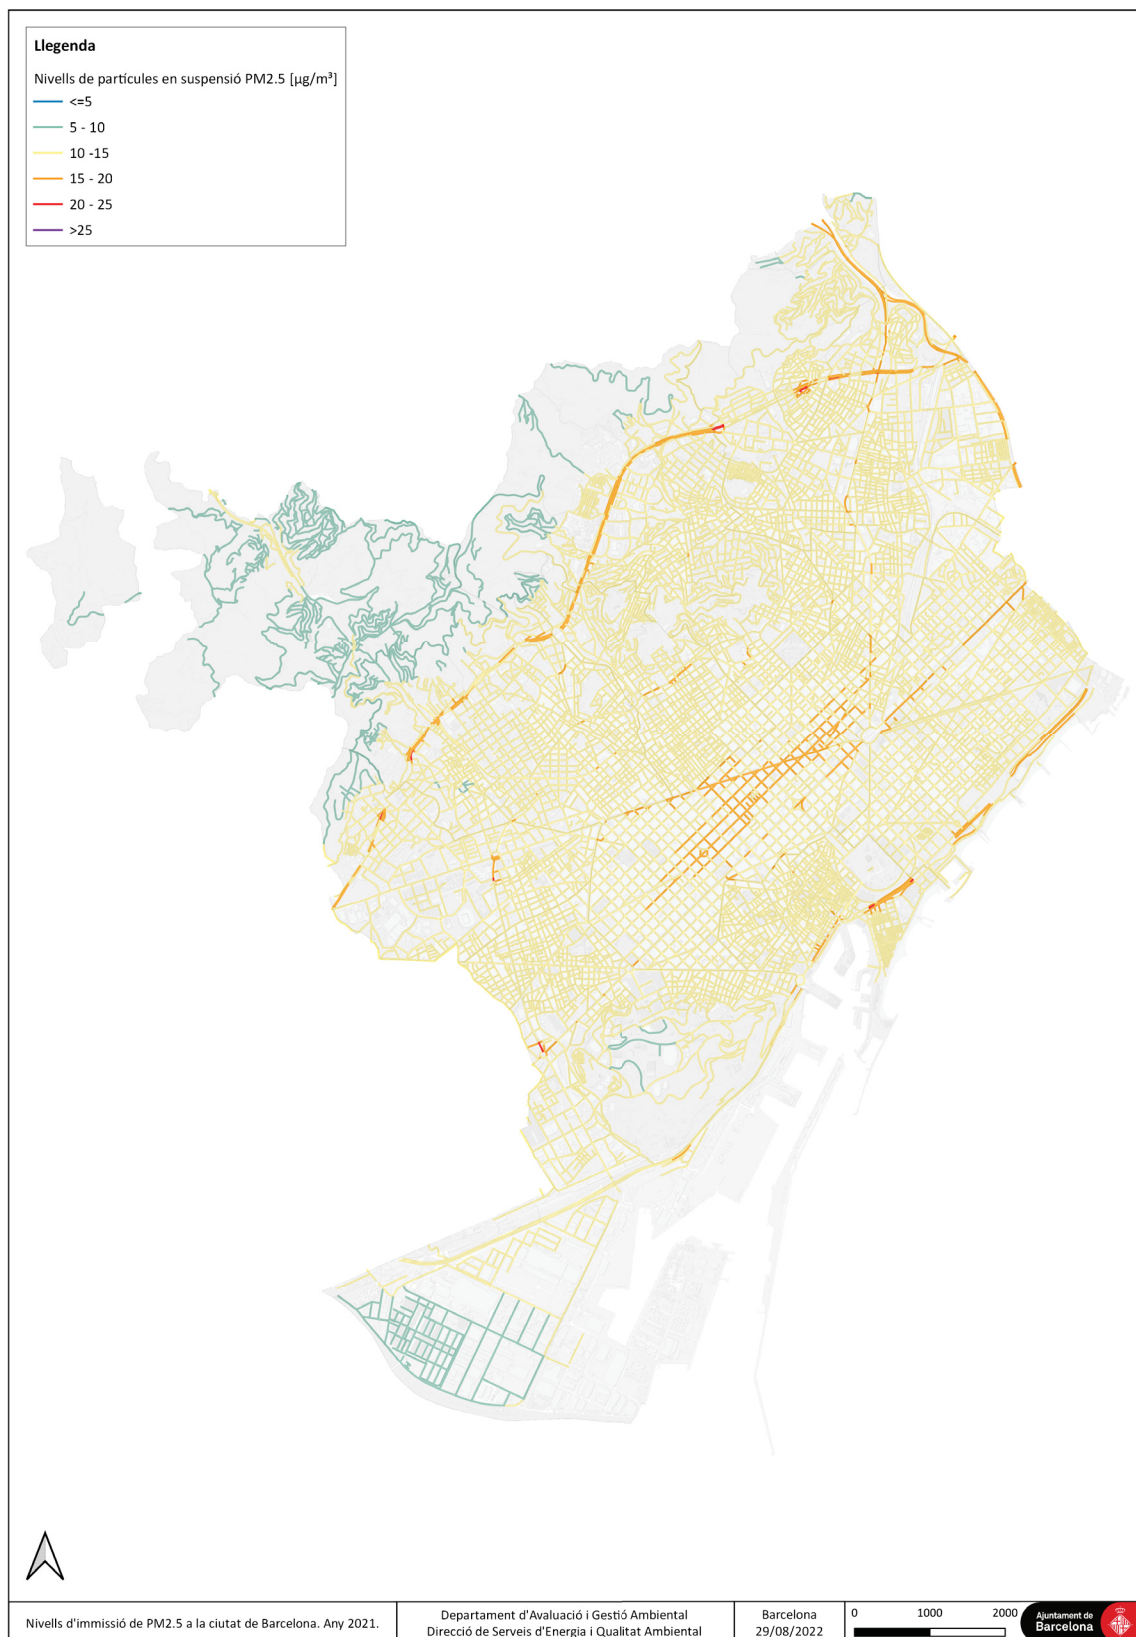 Llegenda
Nivells de partícules en suspensió PM2.5 [µg/m³]
<=5
5 - 10
10 -15
15 - 20
20 - 25
>25
Nivells d'immissió de PM2.5 a la ciutat de Barcelona. Any 2021.
Departament d'Avaluació i Gestió Ambiental
Direcció de Serveis d'Energia i Qualitat Ambiental
Barcelona
29/08/2022
0 1000 2000
Ajuntament de
Barcelona